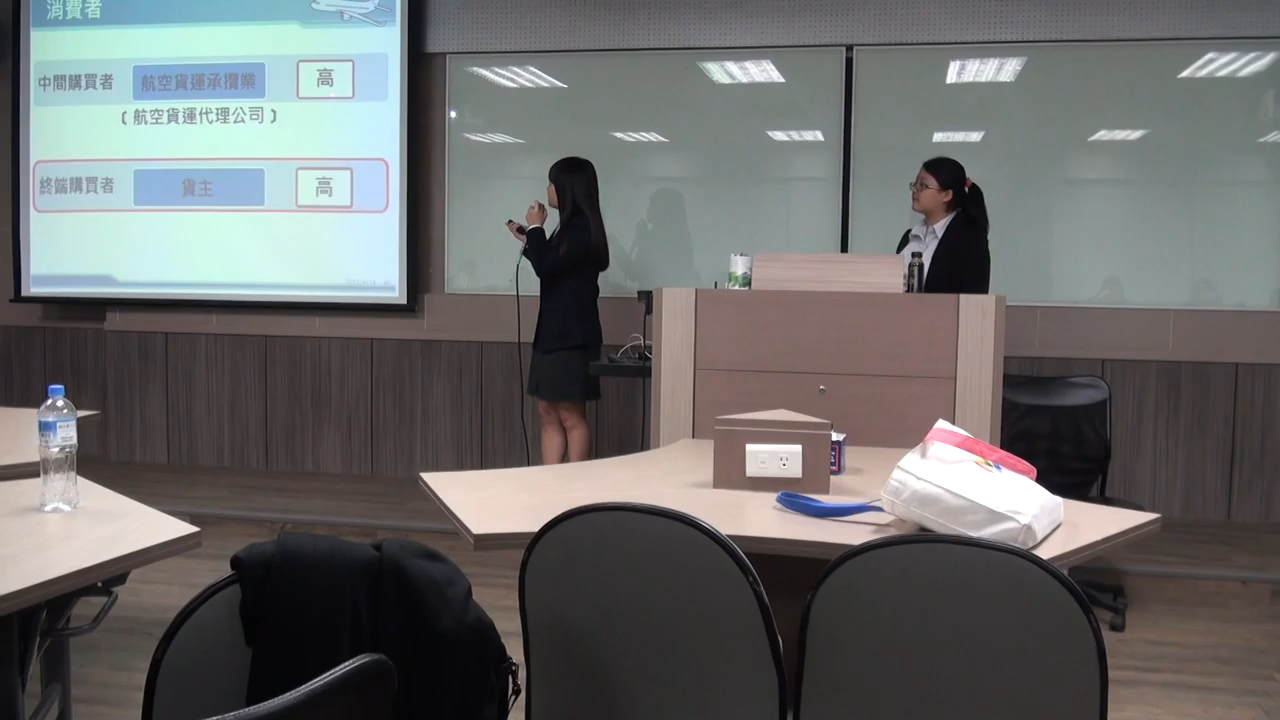 消費者
中間購買者 航空貨運承攬業 高
( 航空貨運代理公司 )
終端購買者 貨主 高